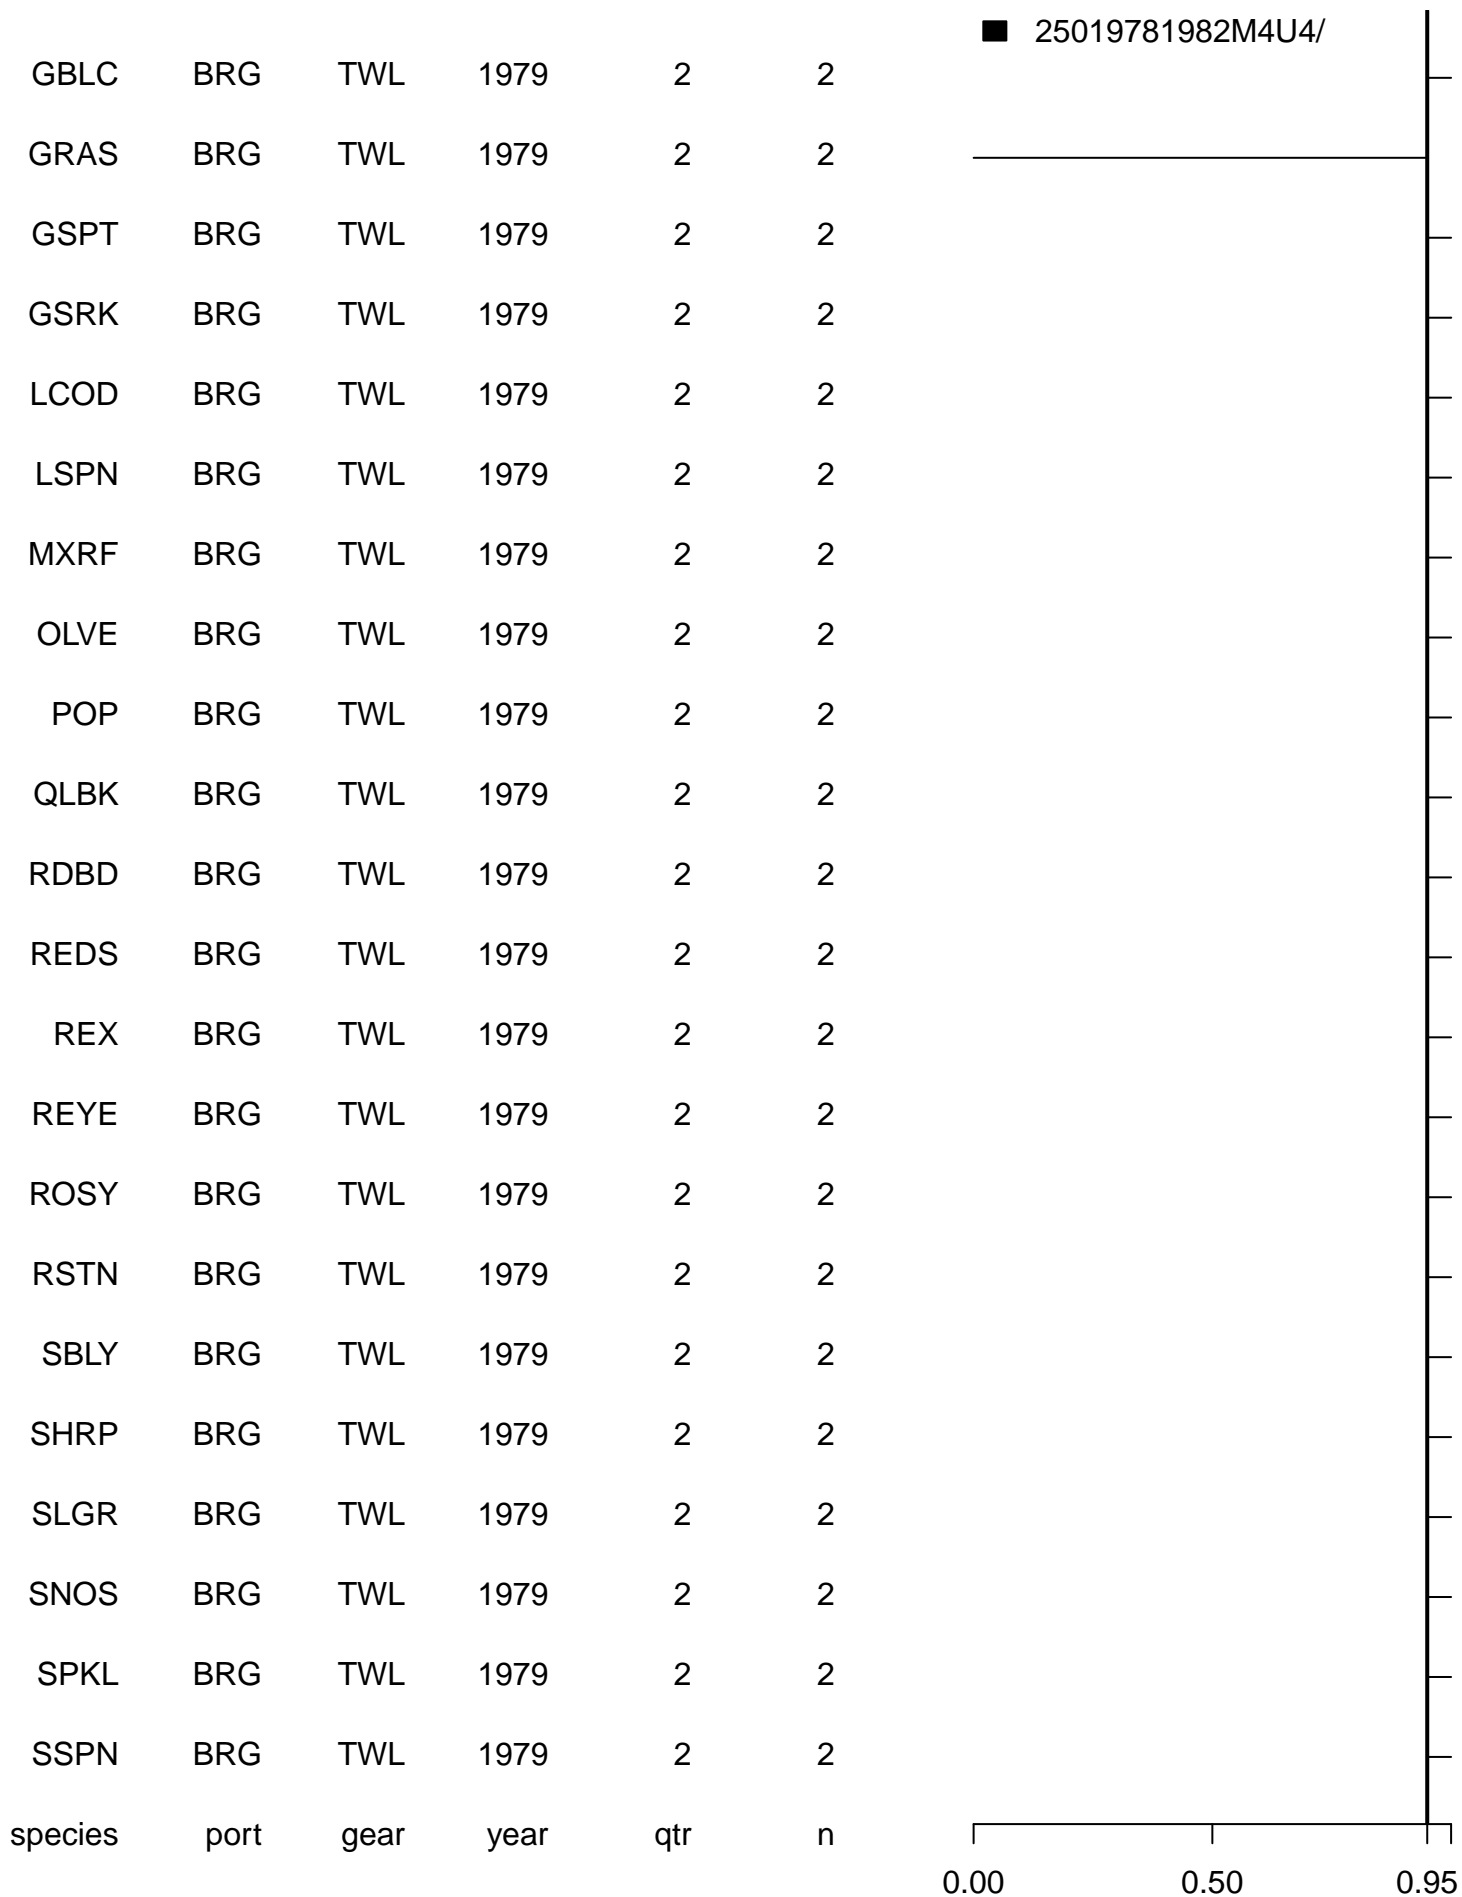 25019781982M4U4/
GBLC BRG TWL 1979 2 2
GRAS BRG TWL 1979 2 2
GSPT BRG TWL 1979 2 2
GSRK BRG TWL 1979 2 2
LCOD BRG TWL 1979 2 2
LSPN BRG TWL 1979 2 2
MXRF BRG TWL 1979 2 2
OLVE BRG TWL 1979 2 2
POP BRG TWL 1979 2 2
QLBK BRG TWL 1979 2 2
RDBD BRG TWL 1979 2 2
REDS BRG TWL 1979 2 2
REX BRG TWL 1979 2 2
REYE BRG TWL 1979 2 2
ROSY BRG TWL 1979 2 2
RSTN BRG TWL 1979 2 2
SBLY BRG TWL 1979 2 2
SHRP BRG TWL 1979 2 2
SLGR BRG TWL 1979 2 2
SNOS BRG TWL 1979 2 2
SPKL BRG TWL 1979 2 2
SSPN BRG TWL 1979 2 2
species port gear year qtr n
0.00 0.50 0.95